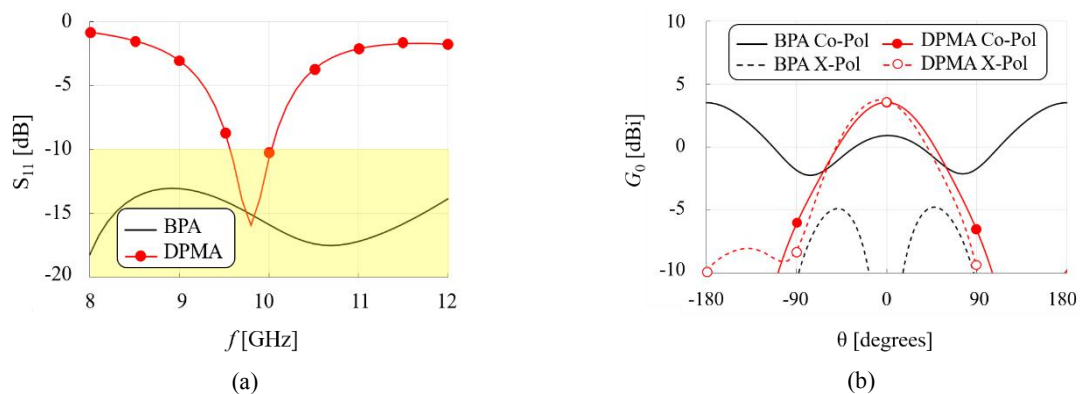 0
-5
-10
-15
-20
S₁₁ [dB]
BPA
DPMA
8
9
10
11
12
f [GHz]
(a)
10
5
0
-5
-10
G₀ [dBi]
BPA Co-Pol
DPMA Co-Pol
BPA X-Pol
DPMA X-Pol
-180
-90
0
90
180
θ [degrees]
(b)